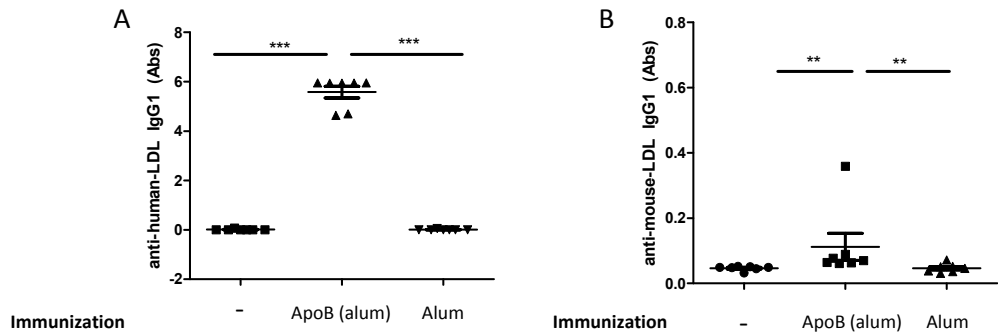 A
anti-human-LDL IgG1 (Abs)
8
6
4
2
0
-2
***
***
Immunization
-
ApoB (alum)
Alum
B
anti-mouse-LDL IgG1 (Abs)
0.8
0.6
0.4
0.2
0.0
**
**
Immunization
-
ApoB (alum)
Alum